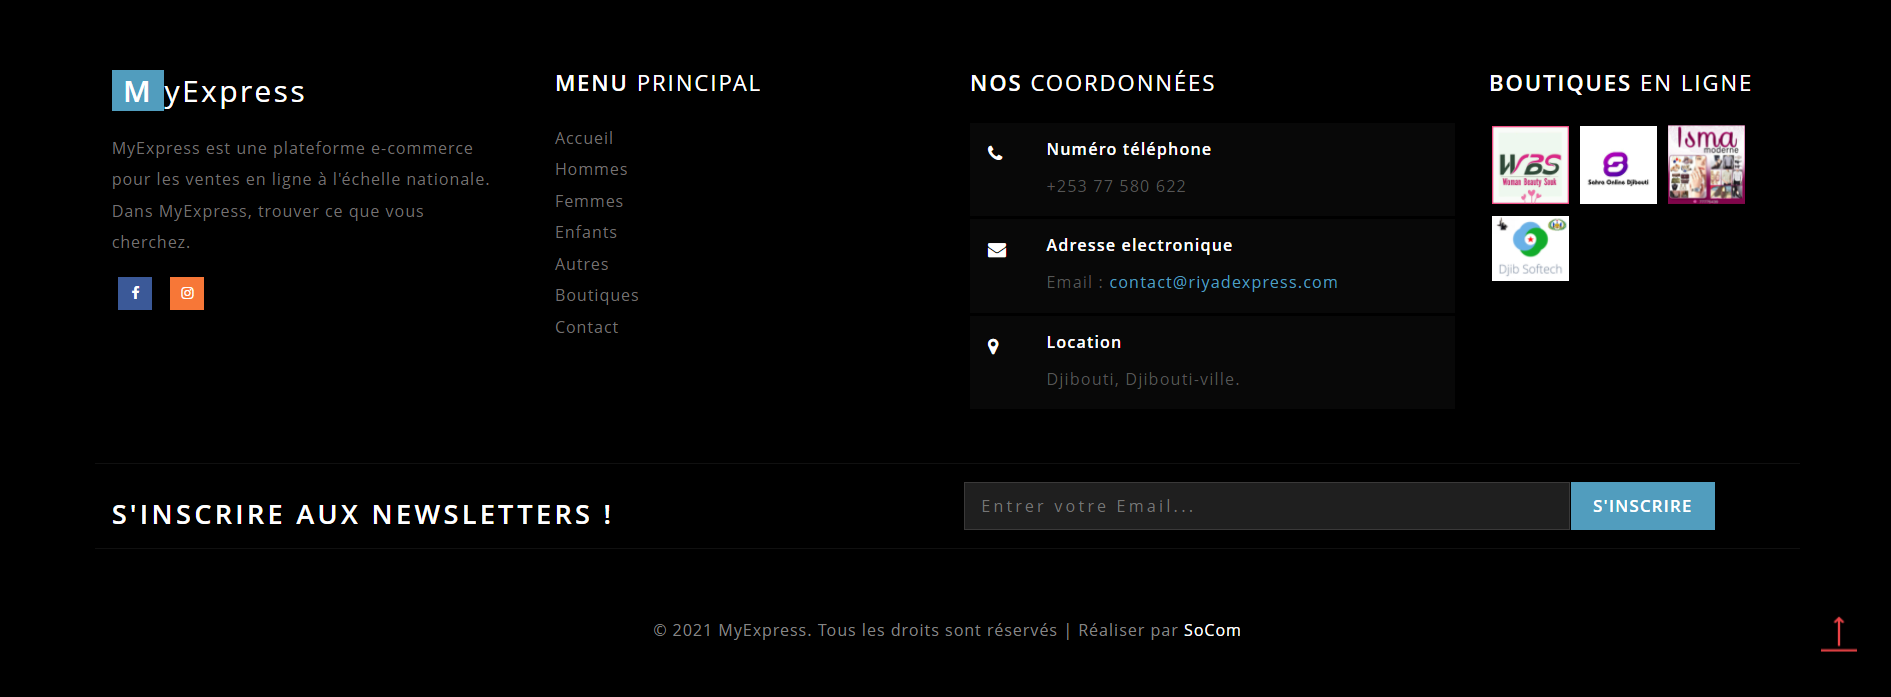 MyExpress
MyExpress est une plateforme e-commerce
pour les ventes en ligne à l'échelle nationale.
Dans MyExpress, trouver ce que vous
cherchez.
MENU PRINCIPAL
Accueil
Hommes
Femmes
Enfants
Autres
Boutiques
Contact
NOS COORDONNÉES
Numéro téléphone
+253 77 580 622
Adresse electronique
Email : contact@riyadexpress.com
Location
Djibouti, Djibouti-ville.
BOUTIQUES EN LIGNE
WBS
Woman Beauty Souk
Sahra Online Djibouti
Isma
moderne
Djib Softech
S'INSCRIRE AUX NEWSLETTERS !
Entrer votre Email...
S'INSCRIRE
© 2021 MyExpress. Tous les droits sont réservés | Réaliser par SoCom